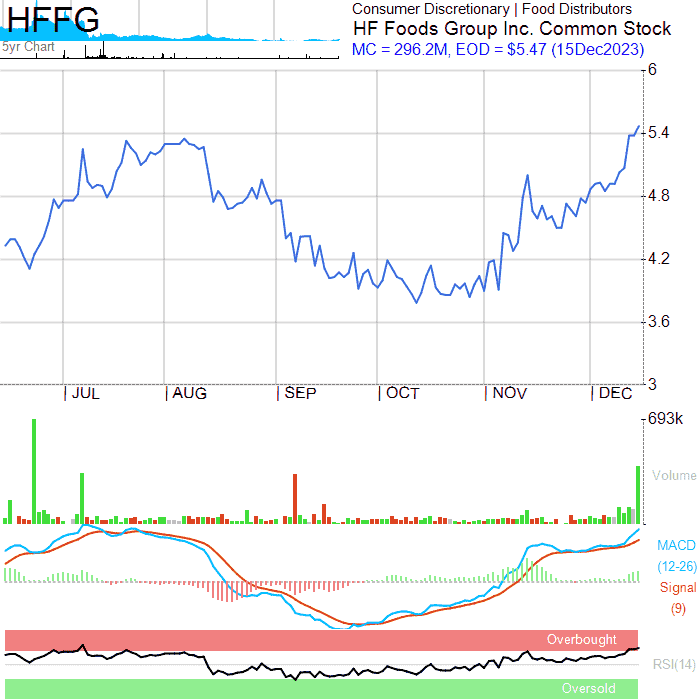 HFFG
5yr Chart
Consumer Discretionary | Food Distributors
HF Foods Group Inc. Common Stock
MC = 296.2M, EOD = $5.47 (15Dec2023)
6
5.4
4.8
4.2
3.6
3
JUL
AUG
SEP
OCT
NOV
DEC
693k
Volume
MACD
(12-26)
Signal
(9)
Overbought
RSI(14)
Oversold